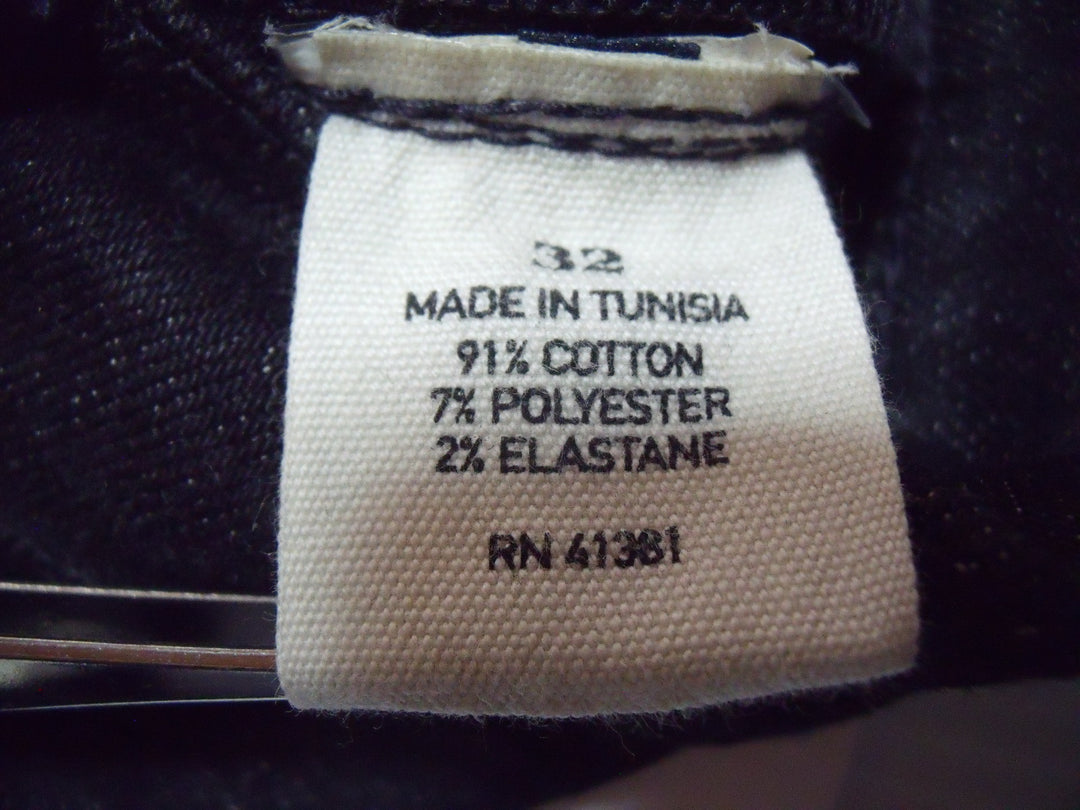 32
MADE IN TUNISIA
91% COTTON
7% POLYESTER
2% ELASTANE
RN 41381